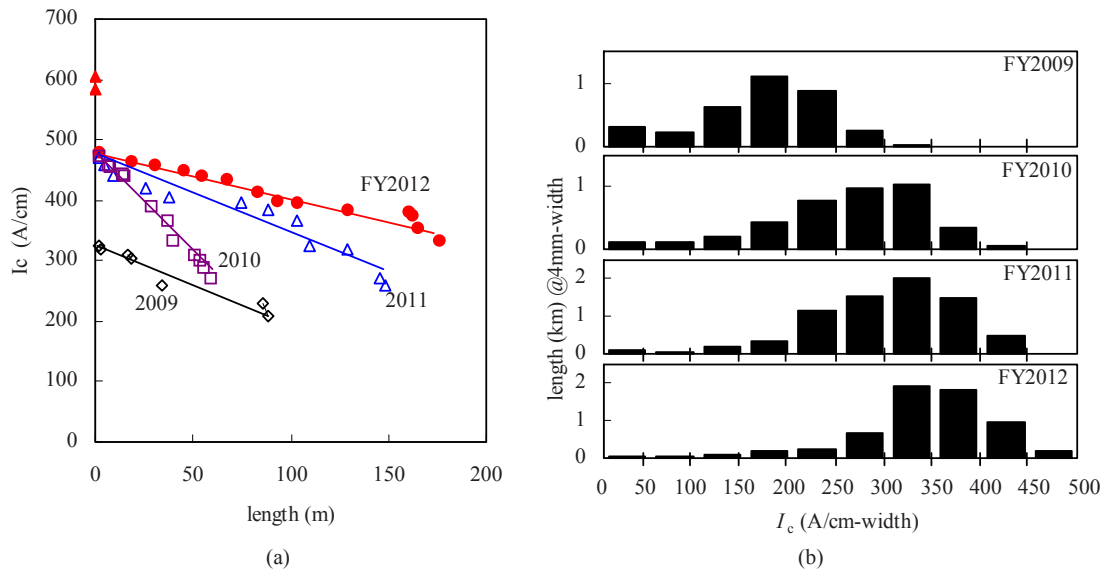 700
600
500
400
300
200
100
0
Ic (A/cm)
FY2012
2010
2009
2011
0
50
100
150
200
length (m)
(a)
length (km) @4mm-width
FY2009
1
0
FY2010
1
0
FY2011
2
1
0
FY2012
2
1
0
0 50 100 150 200 250 300 350 400 450 500
Ic (A/cm-width)
(b)